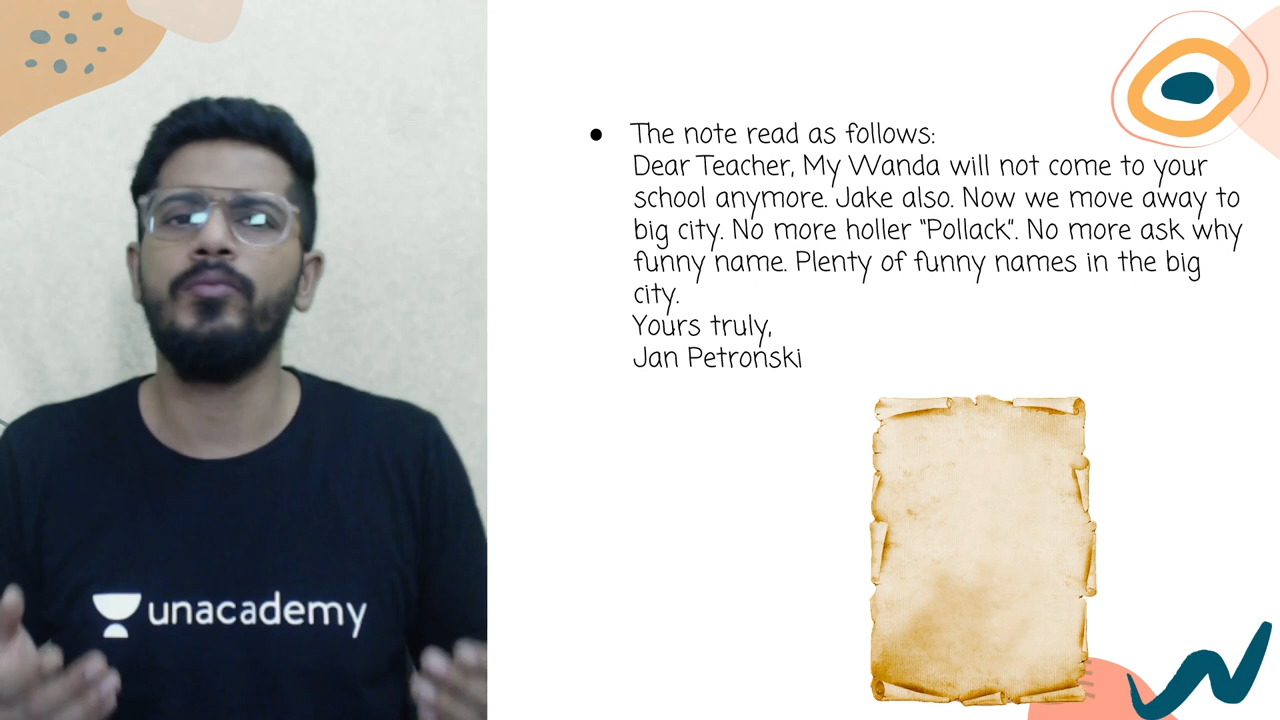 The note read as follows:
Dear Teacher, My Wanda will not come to your
school anymore. Jake also. Now we move away to
big city. No more holler "Pollack". No more ask why
funny name. Plenty of funny names in the big
city.
Yours truly,
Jan Petronski
unacademy